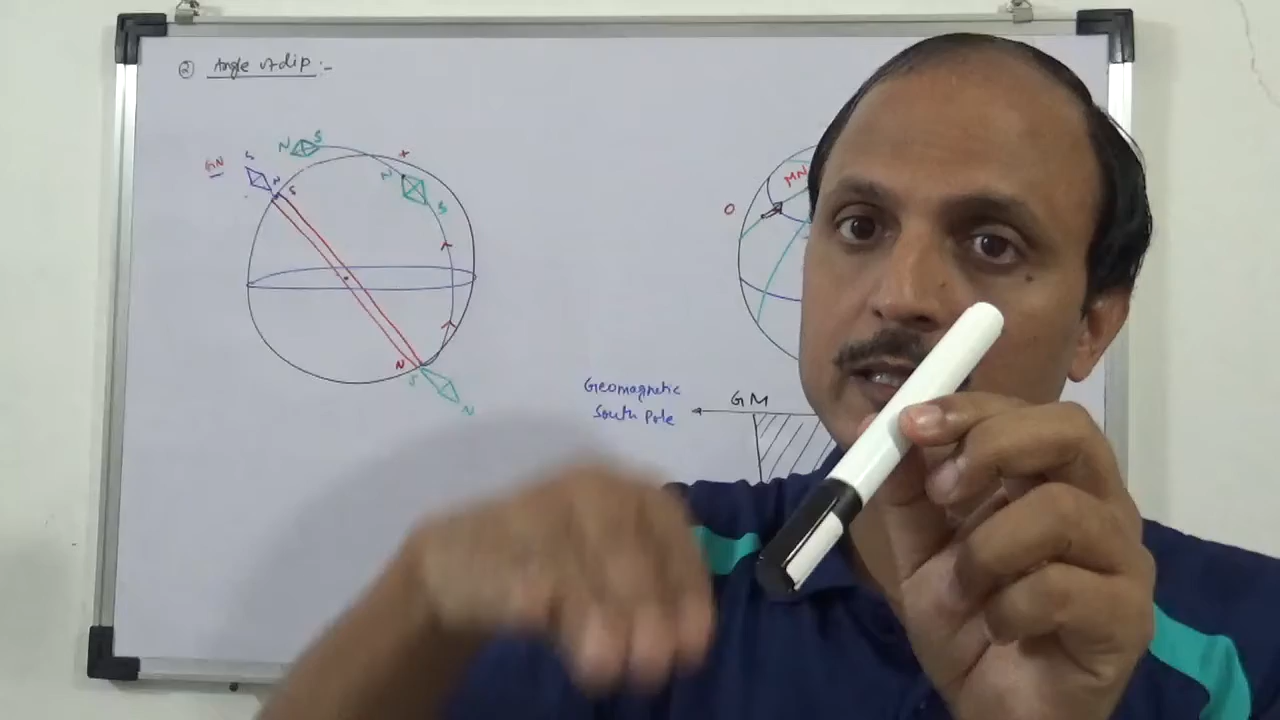 ② Angle of dip :-
N S
GN
S
N S
N
S
N
S
N
O
MN
Geomagnetic
South Pole
GM